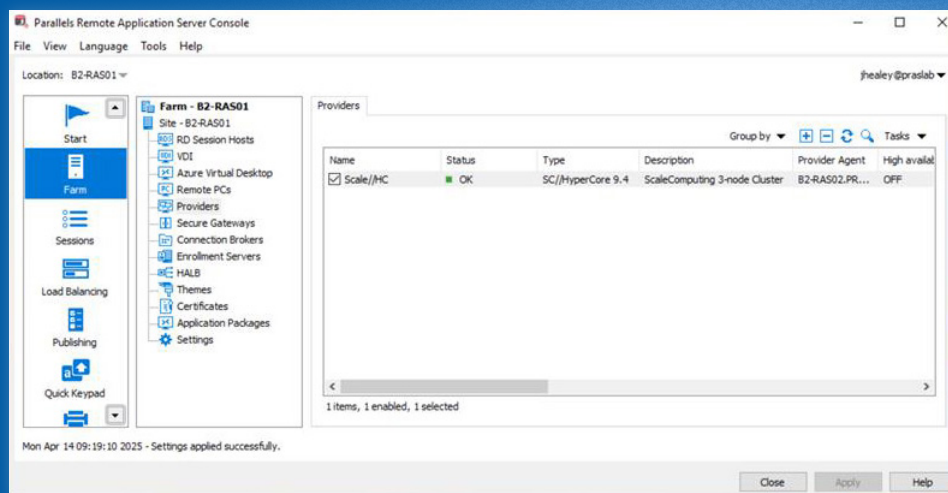 Parallels Remote Application Server Console
File View Language Tools Help
Location: B2-RAS01
jhealey@praslab
Start
Farm
Sessions
Load Balancing
Publishing
Quick Keypad
Farm - B2-RAS01
Site - B2-RAS01
RD Session Hosts
VDI
Azure Virtual Desktop
Remote PCs
Providers
Secure Gateways
Connection Brokers
Enrollment Servers
HALB
Themes
Certificates
Application Packages
Settings
Providers
Group by Tasks
Name Status Type Description Provider Agent High availab
Scale//HC OK SC//HyperCore 9.4 ScaleComputing 3-node Cluster B2-RAS02.PR... OFF
1 items, 1 enabled, 1 selected
Mon Apr 14 09:19:10 2025 - Settings applied successfully.
Close Apply Help